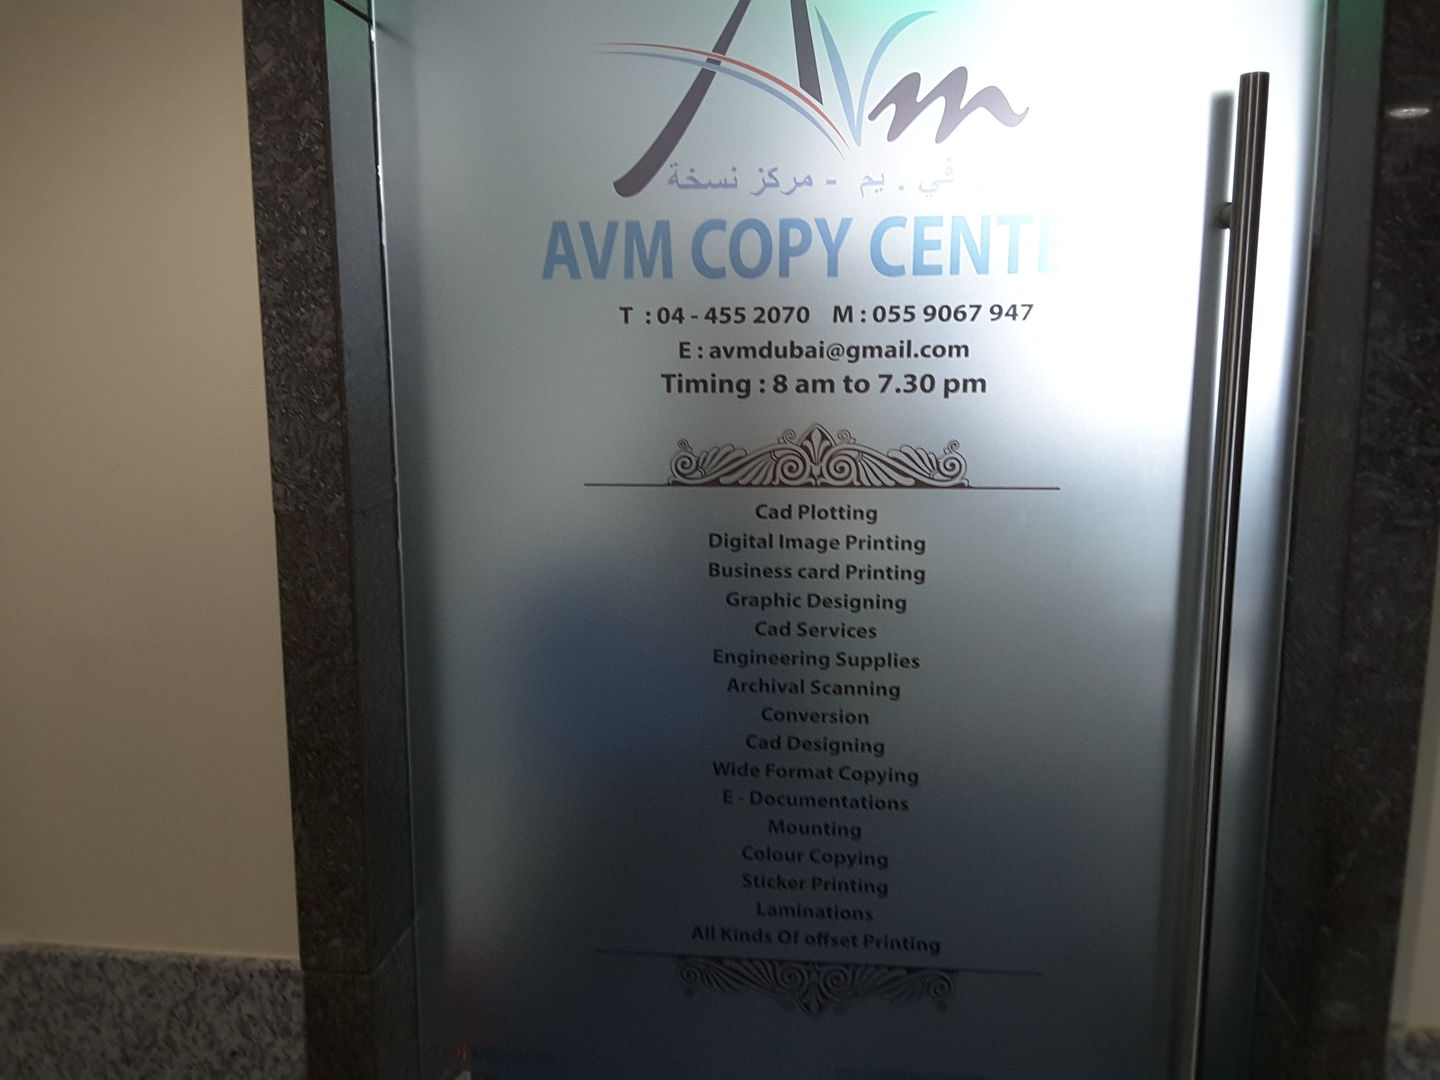 AVm
في . يم - مركز نسخة
AVM COPY CENTE
T : 04 - 455 2070 M : 055 9067 947
E : avmdubai@gmail.com
Timing : 8 am to 7.30 pm
Cad Plotting
Digital Image Printing
Business card Printing
Graphic Designing
Cad Services
Engineering Supplies
Archival Scanning
Conversion
Cad Designing
Wide Format Copying
E - Documentations
Mounting
Colour Copying
Sticker Printing
Laminations
All Kinds Of offset Printing